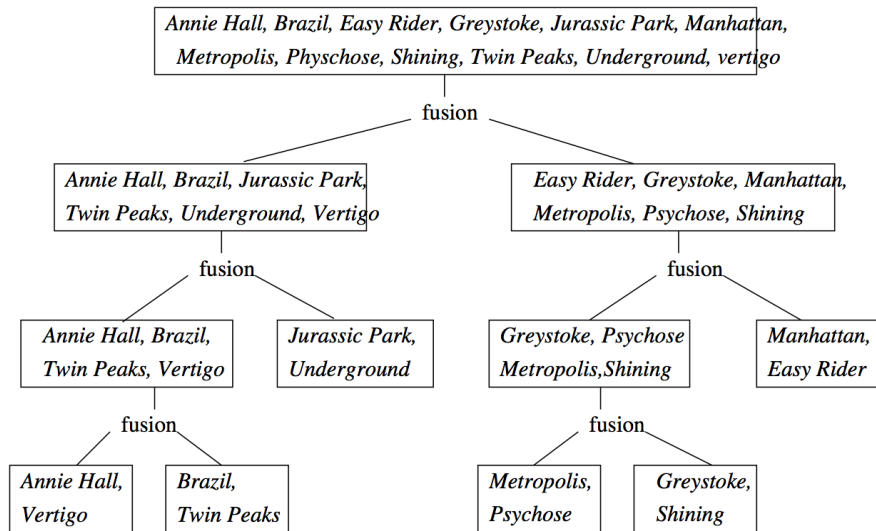 Annie Hall, Brazil, Easy Rider, Greystoke, Jurassic Park, Manhattan,
Metropolis, Physchose, Shining, Twin Peaks, Underground, vertigo
fusion
Annie Hall, Brazil, Jurassic Park,
Twin Peaks, Underground, Vertigo
Easy Rider, Greystoke, Manhattan,
Metropolis, Psychose, Shining
fusion
fusion
Annie Hall, Brazil,
Twin Peaks, Vertigo
Jurassic Park,
Underground
Greystoke, Psychose
Metropolis,Shining
Manhattan,
Easy Rider
fusion
fusion
Annie Hall,
Vertigo
Brazil,
Twin Peaks
Metropolis,
Psychose
Greystoke,
Shining